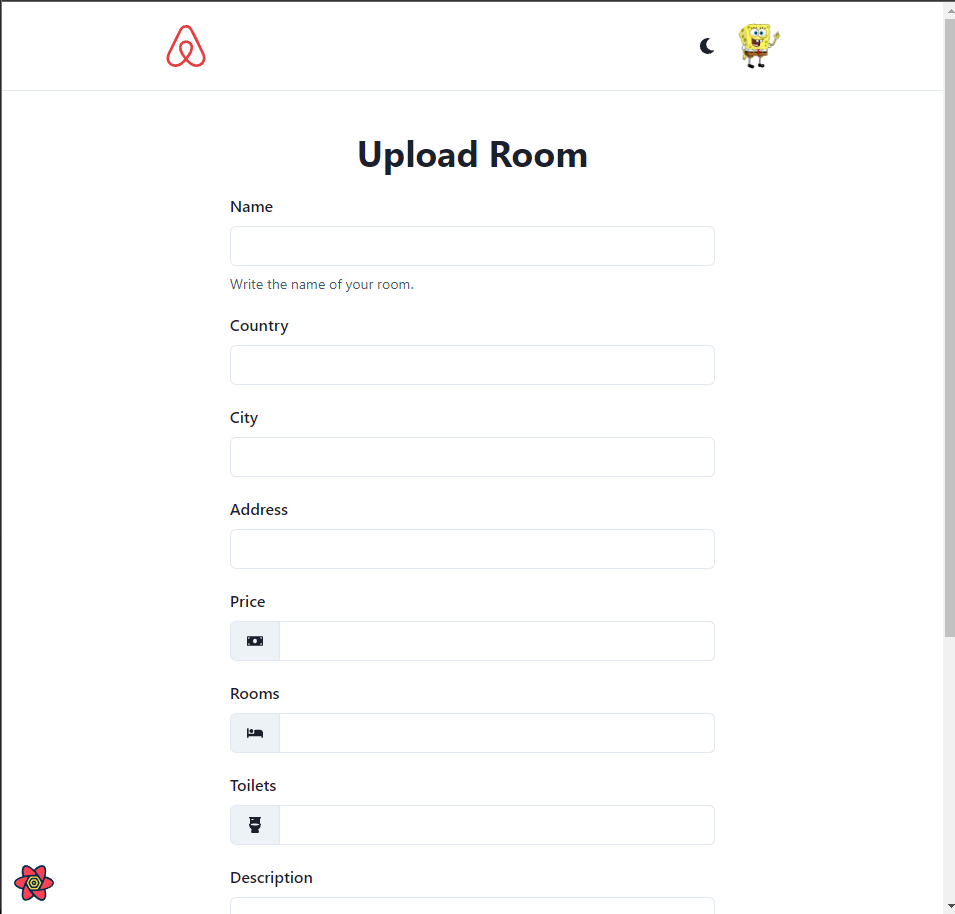 Upload Room
Name
Write the name of your room.
Country
City
Address
Price
Rooms
Toilets
Description